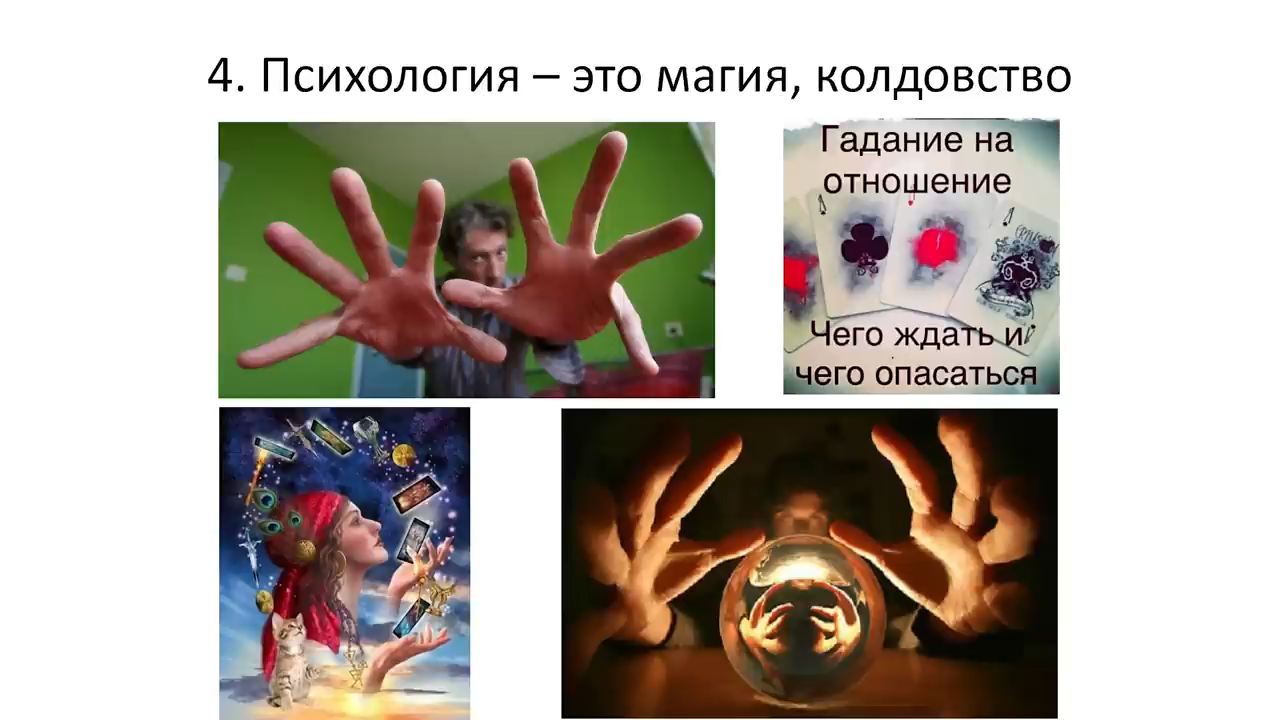 4. Психология – это магия, колдовство
Гадание на
отношение
Чего ждать и
чего опасаться